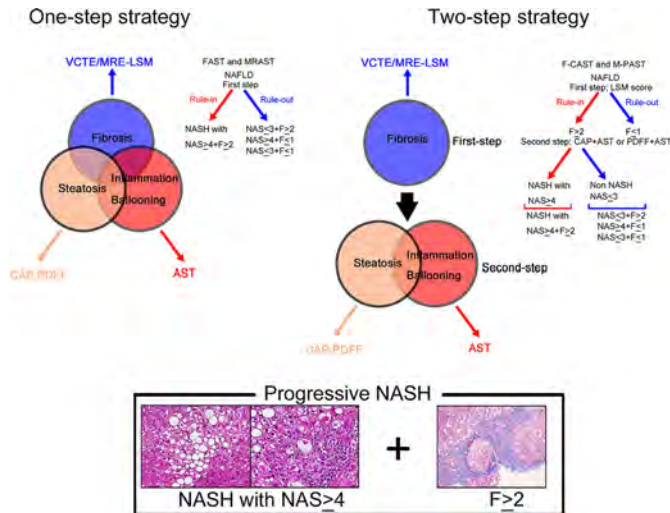 One-step strategy
VCTE/MRE-LSM
Fibrosis
Steatosis
Inflammation
Ballooning
CAP/PDFF
AST
FAST and MRAST
NAFLD
First step
Rule-in
Rule-out
NASH with
NAS≥4+F≥2
NAS≤3+F≥2
NAS≥4+F≤1
NAS≤3+F≤1
Two-step strategy
VCTE/MRE-LSM
Fibrosis
First-step
Steatosis
Inflammation
Ballooning
Second-step
CAP/PDFF
AST
F-CAST and M-PAST
NAFLD
First step; LSM score
Rule-in
Rule-out
F≥2
F≤1
Second step; CAP+AST or PDFF+AST
NASH with
NAS≥4
Non NASH
NAS≤3
NASH with
NAS≥4+F≥2
NAS≤3+F≥2
NAS≥4+F≤1
NAS≤3+F≤1
Progressive NASH
+
NASH with NAS≥4
F≥2